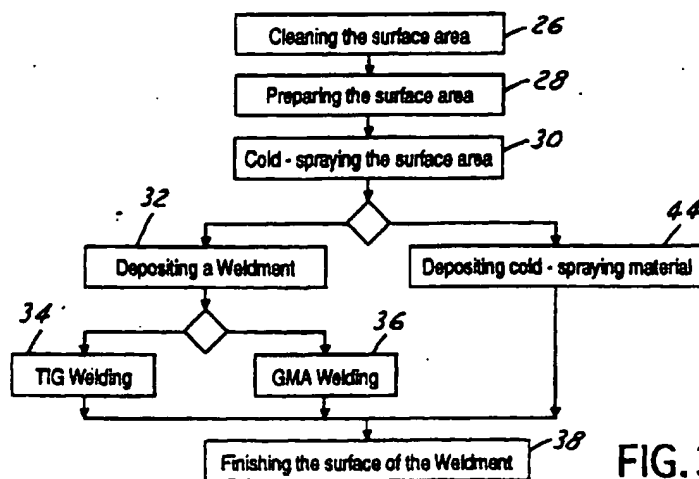 Cleaning the surface area
26
Preparing the surface area
28
Cold - spraying the surface area
30
32
44
Depositing a Weldment
Depositing cold - spraying material
34
36
TIG Welding
GMA Welding
Finishing the surface of the Weldment
38
FIG.